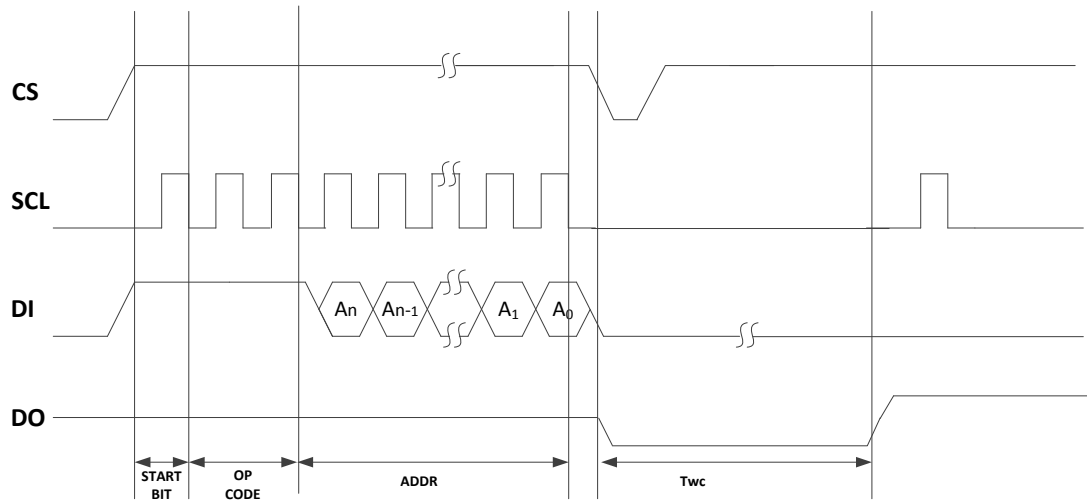 CS
SCL
DI
An
An-1
A1
A0
DO
START
BIT
OP
CODE
ADDR
Twc